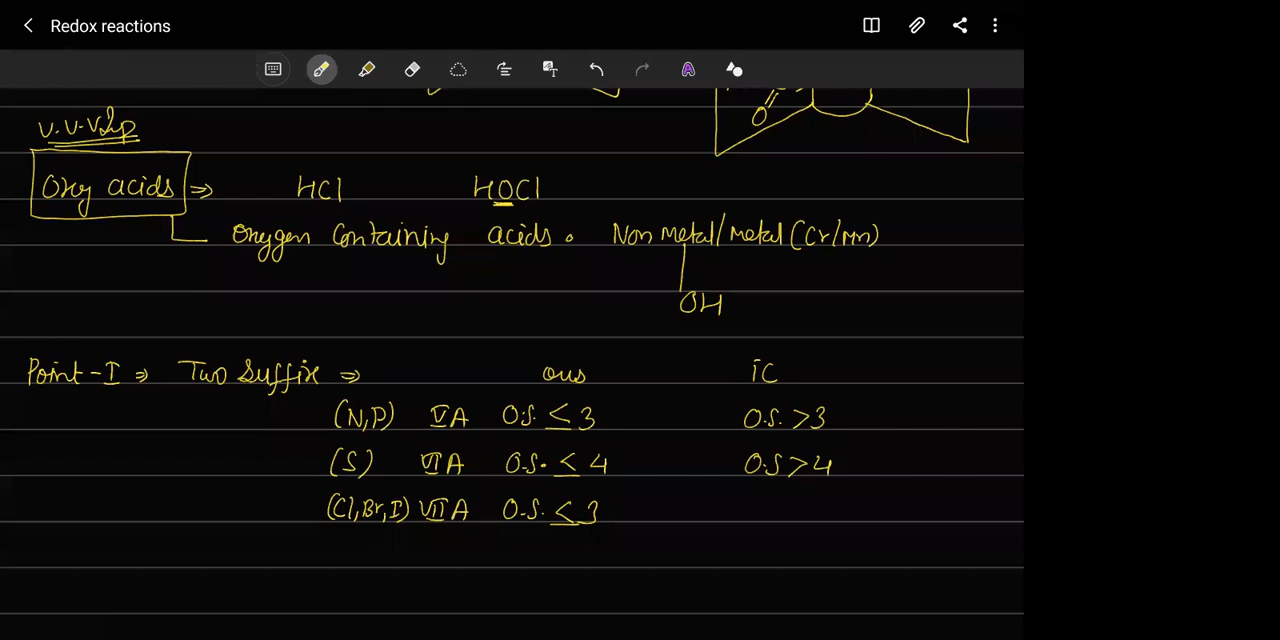 Redox reactions
O
V.V.VImp
Oxy acids ⇒ HCl HOCl
Oxygen containing acids. Non metal/metal (Cr/Mn)
OH
Point-I ⇒ Two Suffix ⇒ ous ic
(N,P) VA O.S. ≤ 3 O.S. > 3
(S) VIA O.S. ≤ 4 O.S > 4
(Cl,Br,I) VIIA O.S. ≤ 3